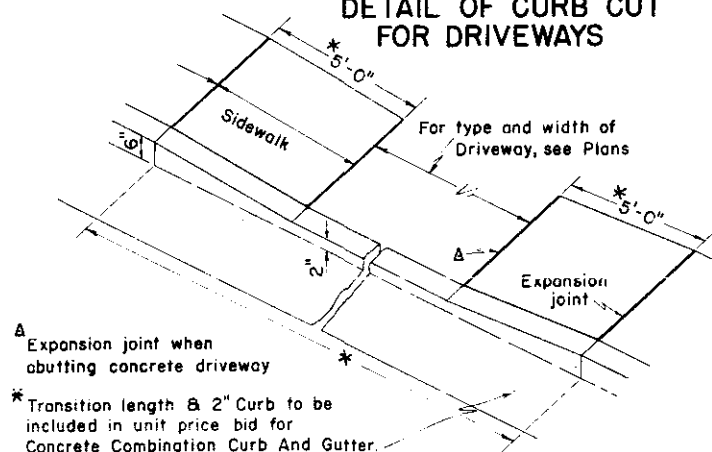 DETAIL OF CURB CUT
FOR DRIVEWAYS
* 5'-0"
Sidewalk
6"
For type and width of
Driveway, see Plans
* 5'-0"
2"
Δ
Expansion
joint
Δ Expansion joint when
abutting concrete driveway
*
* Transition length & 2" Curb to be
included in unit price bid for
Concrete Combination Curb And Gutter.